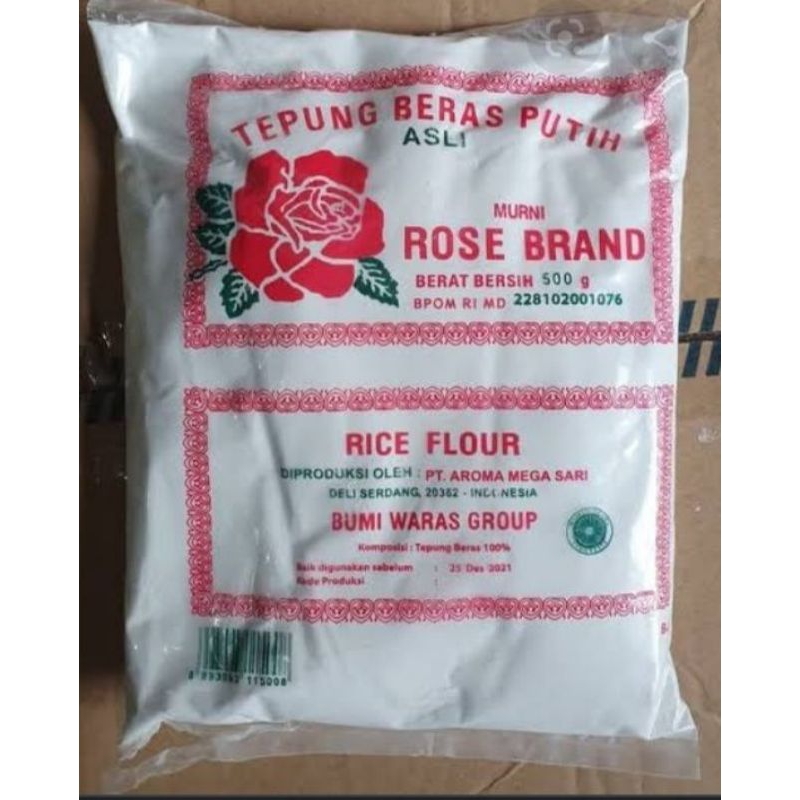 TEPUNG BERAS PUTIH
ASLI
MURNI
ROSE BRAND
BERAT BERSIH 500 g
BPOM RI MD 228102001076
RICE FLOUR
DIPRODUKSI OLEH : PT. AROMA MEGA SARI
DELI SERDANG, 20362 - INDONESIA
BUMI WARAS GROUP
Komposisi : Tepung Beras 100%
Baik digunakan sebelum : 25 Des 2021
Kode Produksi :
115008